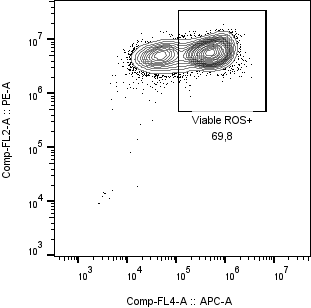 10⁷
10⁶
10⁵
10⁴
10³
Comp-FL2-A :: PE-A
Viable ROS+
69,8
10³ 10⁴ 10⁵ 10⁶ 10⁷
Comp-FL4-A :: APC-A